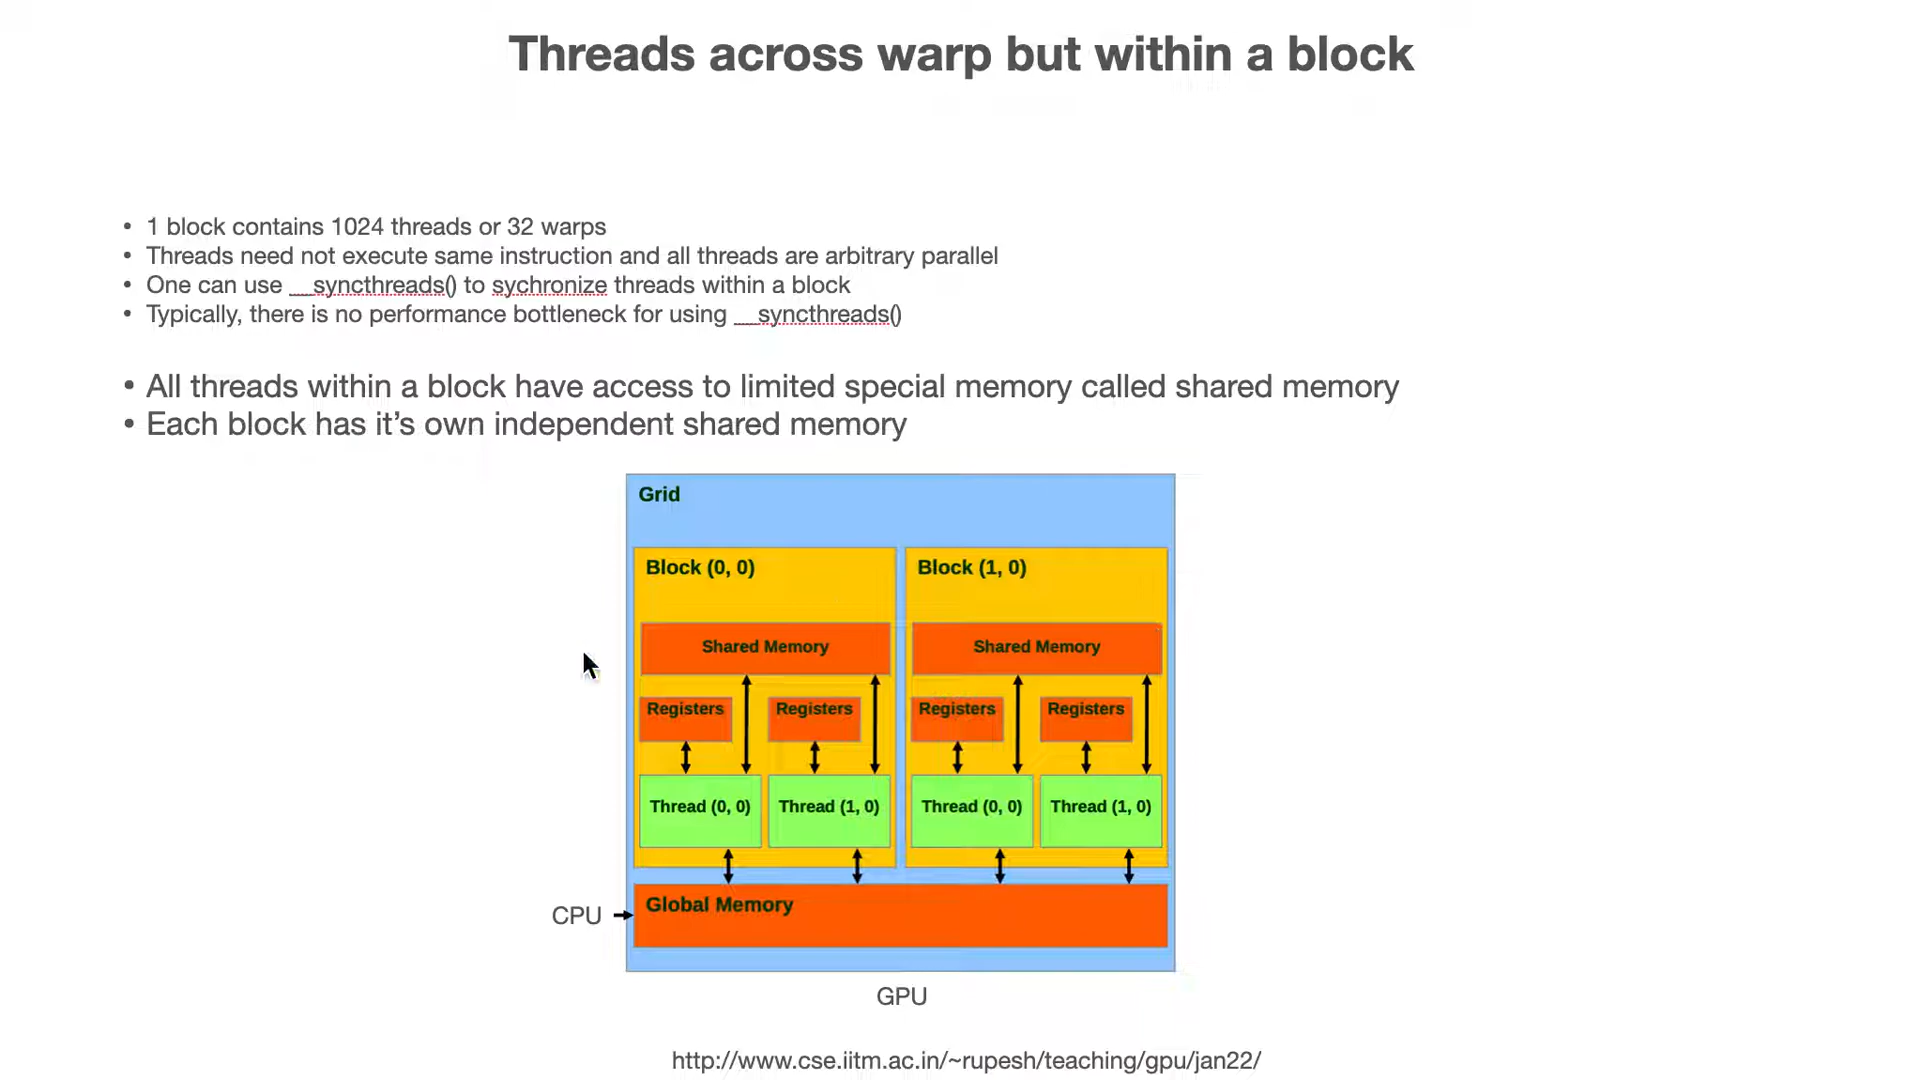 Threads across warp but within a block
• 1 block contains 1024 threads or 32 warps
• Threads need not execute same instruction and all threads are arbitrary parallel
• One can use __syncthreads() to sychronize threads within a block
• Typically, there is no performance bottleneck for using __syncthreads()
• All threads within a block have access to limited special memory called shared memory
• Each block has it’s own independent shared memory
Grid
Block (0, 0) Block (1, 0)
Shared Memory Shared Memory
Registers Registers Registers Registers
Thread (0, 0) Thread (1, 0) Thread (0, 0) Thread (1, 0)
CPU Global Memory
GPU
http://www.cse.iitm.ac.in/~rupesh/teaching/gpu/jan22/